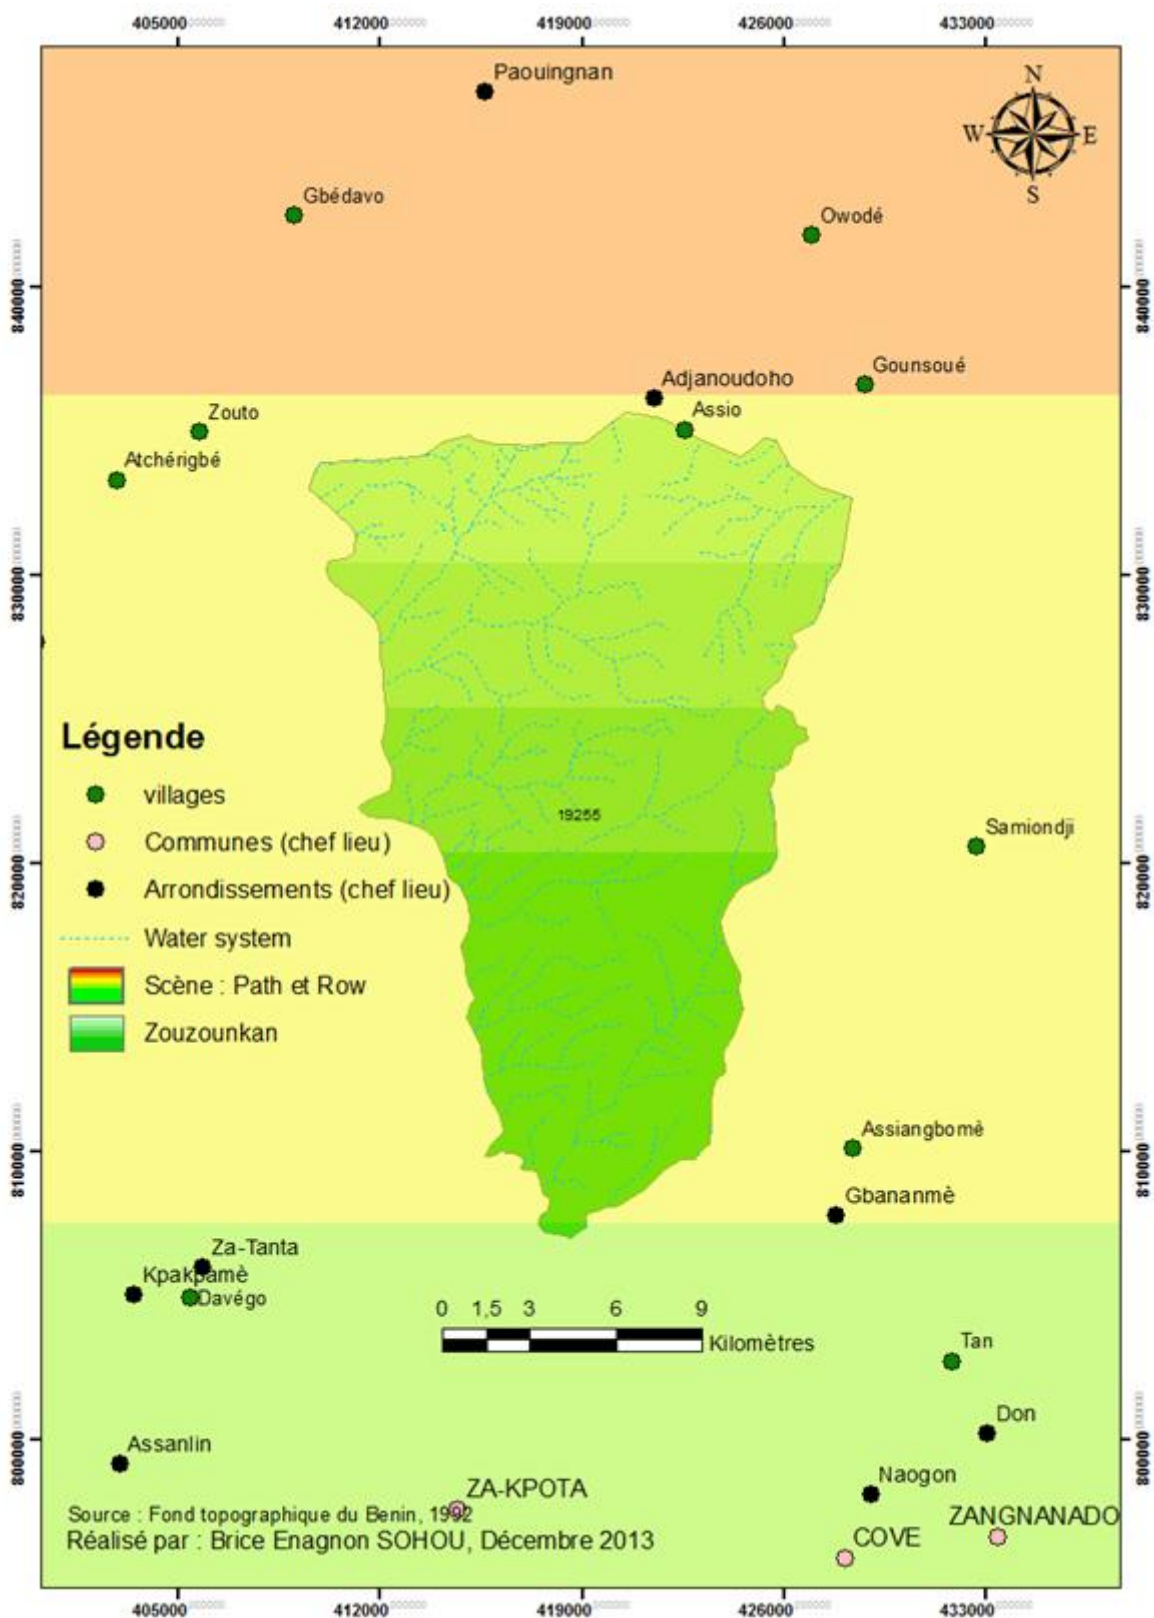 405000 412000 419000 426000 433000
Paouingnan
N
W E
S
Gbédavo
Owodé
840000 840000
Gounsoué
Adjanoudoho
Zouto
Assio
Atchérigbé
830000 830000
Légende
villages
19255
Communes (chef lieu)
Samiondji
820000 820000
Arrondissements (chef lieu)
Water system
Scène : Path et Row
Zouzounkan
Assiangbomè
810000 810000
Gbananmè
Za-Tanta
Kpakpamè
Davégo
0 1,5 3 6 9
Kilomètres
Tan
Don
800000 800000
Assanlin
Naogon
ZA-KPOTA
Source : Fond topographique du Benin, 1992
ZANGNANADO
Réalisé par : Brice Enagnon SOHOU, Décembre 2013
COVE
405000 412000 419000 426000 433000